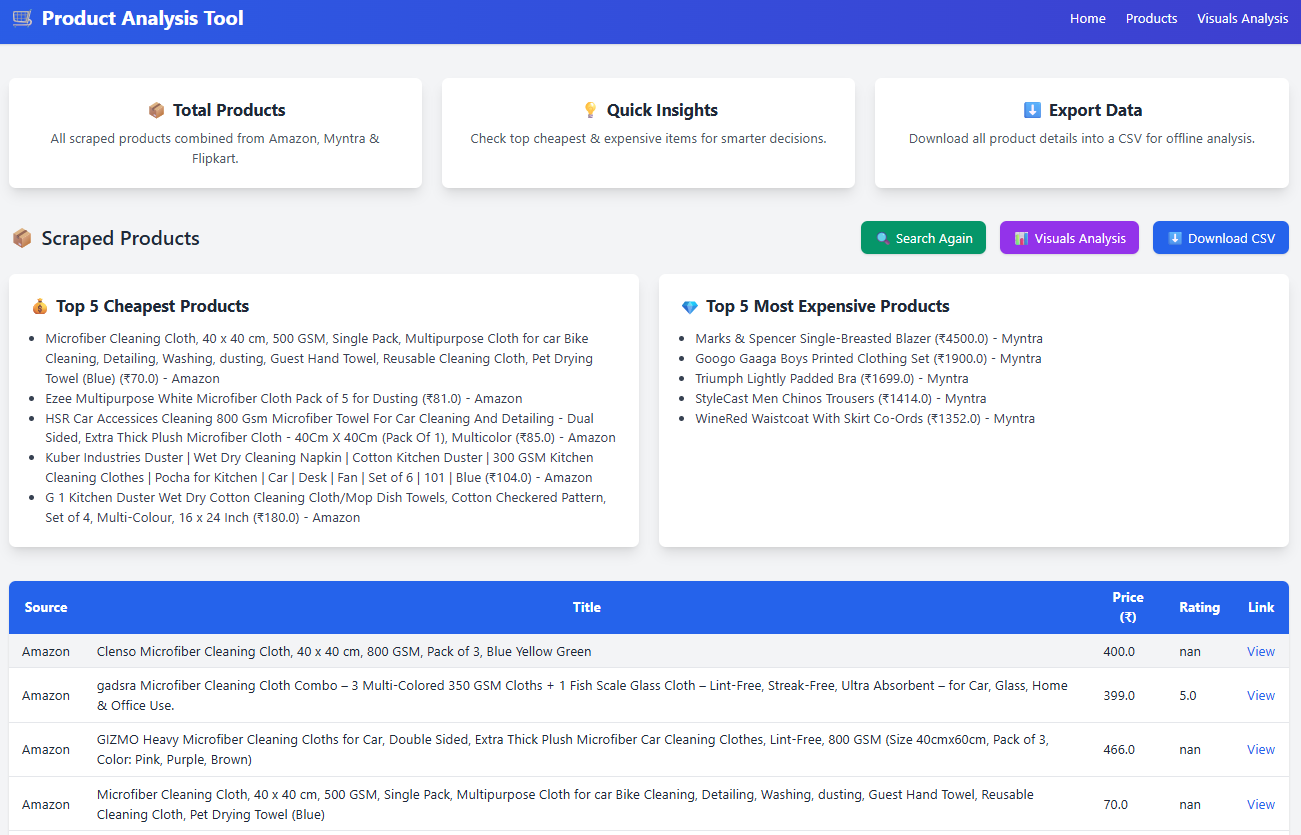 Product Analysis Tool
Home Products Visuals Analysis
Total Products
All scraped products combined from Amazon, Myntra &
Flipkart.
Quick Insights
Check top cheapest & expensive items for smarter decisions.
Export Data
Download all product details into a CSV for offline analysis.
Scraped Products
Search Again
Visuals Analysis
Download CSV
Top 5 Cheapest Products
Microfiber Cleaning Cloth, 40 x 40 cm, 500 GSM, Single Pack, Multipurpose Cloth for car Bike
Cleaning, Detailing, Washing, dusting, Guest Hand Towel, Reusable Cleaning Cloth, Pet Drying
Towel (Blue) (₹70.0) - Amazon
Ezee Multipurpose White Microfiber Cloth Pack of 5 for Dusting (₹81.0) - Amazon
HSR Car Accessices Cleaning 800 Gsm Microfiber Towel For Car Cleaning And Detailing - Dual
Sided, Extra Thick Plush Microfiber Cloth - 40Cm X 40Cm (Pack Of 1), Multicolor (₹85.0) - Amazon
Kuber Industries Duster | Wet Dry Cleaning Napkin | Cotton Kitchen Duster | 300 GSM Kitchen
Cleaning Clothes | Pocha for Kitchen | Car | Desk | Fan | Set of 6 | 101 | Blue (₹104.0) - Amazon
G 1 Kitchen Duster Wet Dry Cotton Cleaning Cloth/Mop Dish Towels, Cotton Checkered Pattern,
Set of 4, Multi-Colour, 16 x 24 Inch (₹180.0) - Amazon
Top 5 Most Expensive Products
Marks & Spencer Single-Breasted Blazer (₹4500.0) - Myntra
Googo Gaaga Boys Printed Clothing Set (₹1900.0) - Myntra
Triumph Lightly Padded Bra (₹1699.0) - Myntra
StyleCast Men Chinos Trousers (₹1414.0) - Myntra
WineRed Waistcoat With Skirt Co-Ords (₹1352.0) - Myntra
Source Title Price Rating Link
(₹)
Amazon Clenso Microfiber Cleaning Cloth, 40 x 40 cm, 800 GSM, Pack of 3, Blue Yellow Green 400.0 nan View
Amazon gadsra Microfiber Cleaning Cloth Combo – 3 Multi-Colored 350 GSM Cloths + 1 Fish Scale Glass Cloth – Lint-Free, Streak-Free, Ultra Absorbent – for Car, Glass, Home 399.0 5.0 View
& Office Use.
Amazon GIZMO Heavy Microfiber Cleaning Cloths for Car, Double Sided, Extra Thick Plush Microfiber Car Cleaning Clothes, Lint-Free, 800 GSM (Size 40cmx60cm, Pack of 3, 466.0 nan View
Color: Pink, Purple, Brown)
Amazon Microfiber Cleaning Cloth, 40 x 40 cm, 500 GSM, Single Pack, Multipurpose Cloth for car Bike Cleaning, Detailing, Washing, dusting, Guest Hand Towel, Reusable 70.0 nan View
Cleaning Cloth, Pet Drying Towel (Blue)